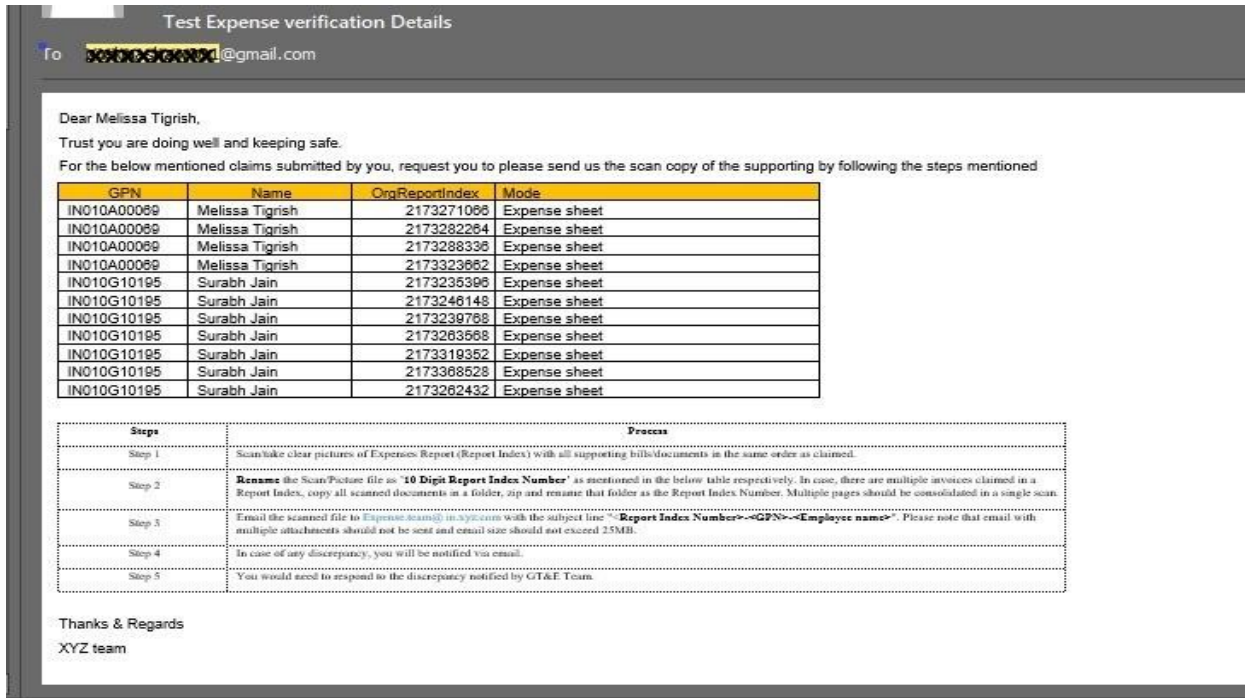 Test Expense verification Details
To @gmail.com
Dear Melissa Tigrish,
Trust you are doing well and keeping safe.
For the below mentioned claims submitted by you, request you to please send us the scan copy of the supporting by following the steps mentioned
GPN Name OrgReportIndex Mode
IN010A00069 Melissa Tigrish 2173271066 Expense sheet
IN010A00069 Melissa Tigrish 2173282264 Expense sheet
IN010A00069 Melissa Tigrish 2173288336 Expense sheet
IN010A00069 Melissa Tigrish 2173323662 Expense sheet
IN010G10195 Surabh Jain 2173235396 Expense sheet
IN010G10195 Surabh Jain 2173246148 Expense sheet
IN010G10195 Surabh Jain 2173239768 Expense sheet
IN010G10195 Surabh Jain 2173263568 Expense sheet
IN010G10195 Surabh Jain 2173319352 Expense sheet
IN010G10195 Surabh Jain 2173368528 Expense sheet
IN010G10195 Surabh Jain 2173262432 Expense sheet
Steps Process
Step 1 Scan/take clear pictures of Expenses Report (Report Index) with all supporting bills/documents in the same order as claimed.
Step 2 Rename the Scan/Picture file as '10 Digit Report Index Number' as mentioned in the below table respectively. In case, there are multiple invoices claimed in a
Report Index, copy all scanned documents in a folder, zip and rename that folder as the Report Index Number. Multiple pages should be consolidated in a single scan.
Step 3 Email the scanned file to Expense.team@ in.xyz.com with the subject line "<Report Index Number>-<GPN>-<Employee name>". Please note that email with
multiple attachments should not be sent and email size should not exceed 25MB.
Step 4 In case of any discrepancy, you will be notified via email.
Step 5 You would need to respond to the discrepancy notified by GT&E Team.
Thanks & Regards
XYZ team